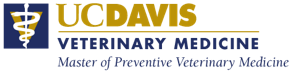 UCDAVIS
VETERINARY MEDICINE
Master of Preventive Veterinary Medicine